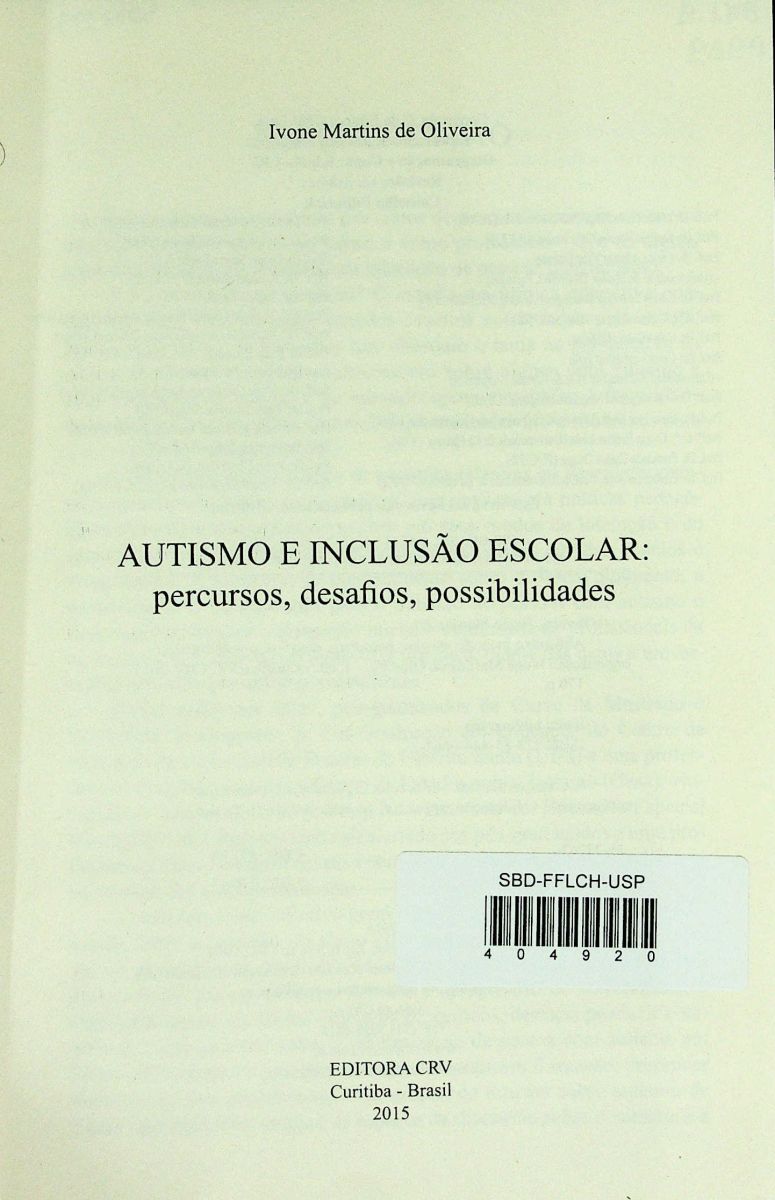 Ivone Martins de Oliveira
AUTISMO E INCLUSÃO ESCOLAR:
percursos, desafios, possibilidades
SBD-FFLCH-USP
4 0 4 9 2 0
EDITORA CRV
Curitiba - Brasil
2015